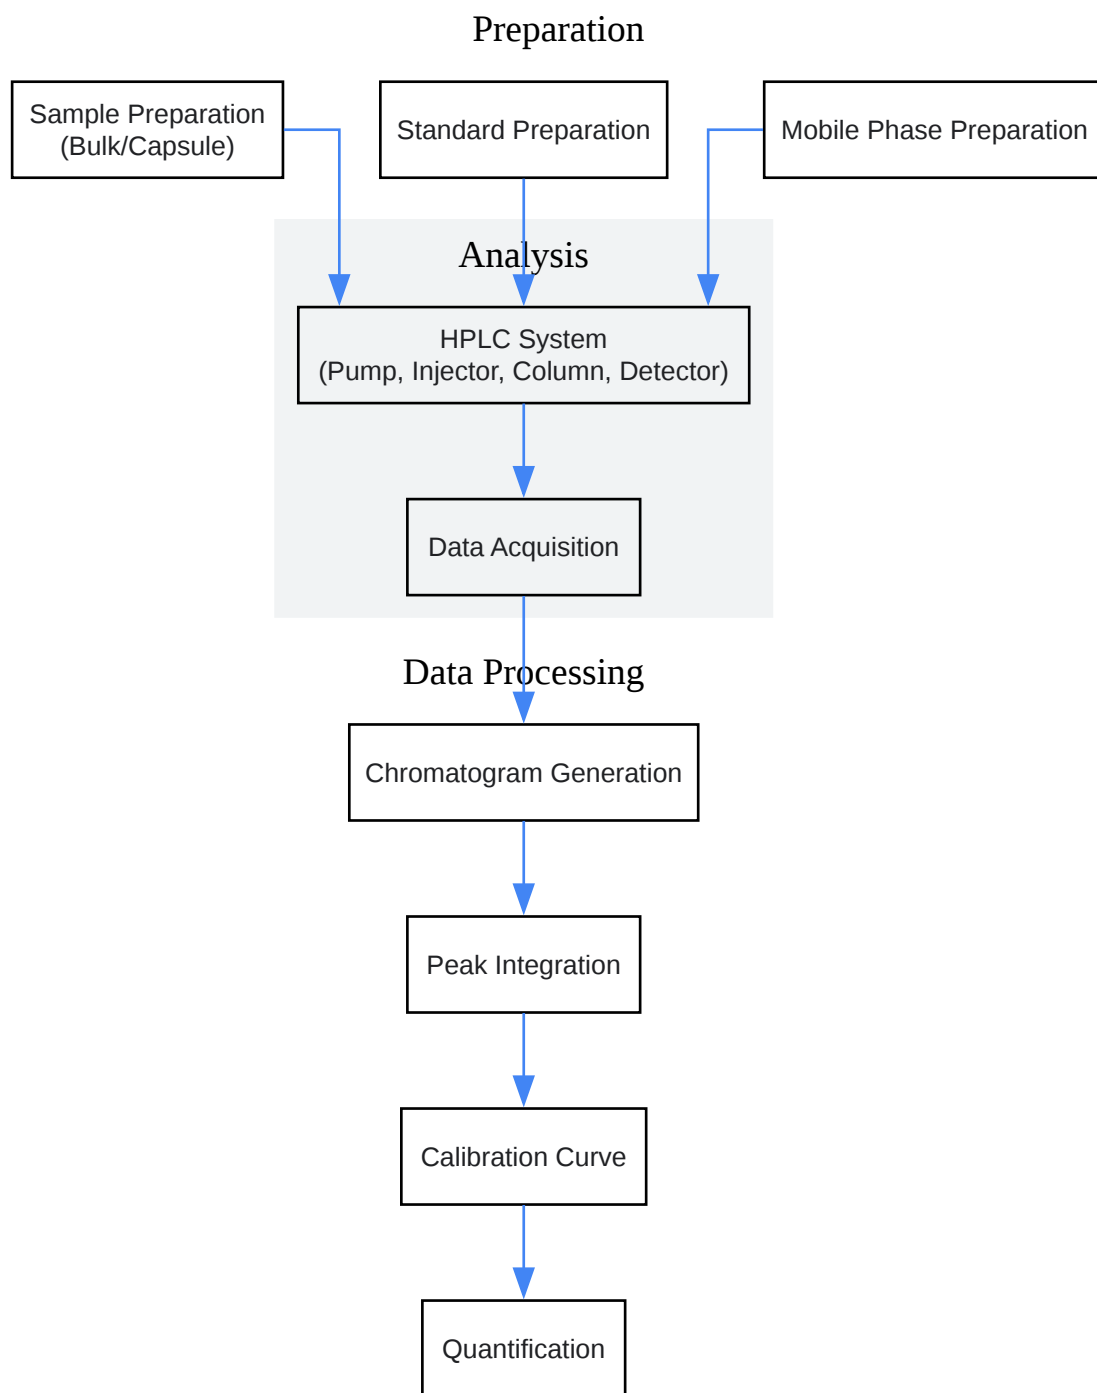 Preparation
Sample Preparation
(Bulk/Capsule)
Standard Preparation
Mobile Phase Preparation
Analysis
HPLC System
(Pump, Injector, Column, Detector)
Data Acquisition
Data Processing
Chromatogram Generation
Peak Integration
Calibration Curve
Quantification